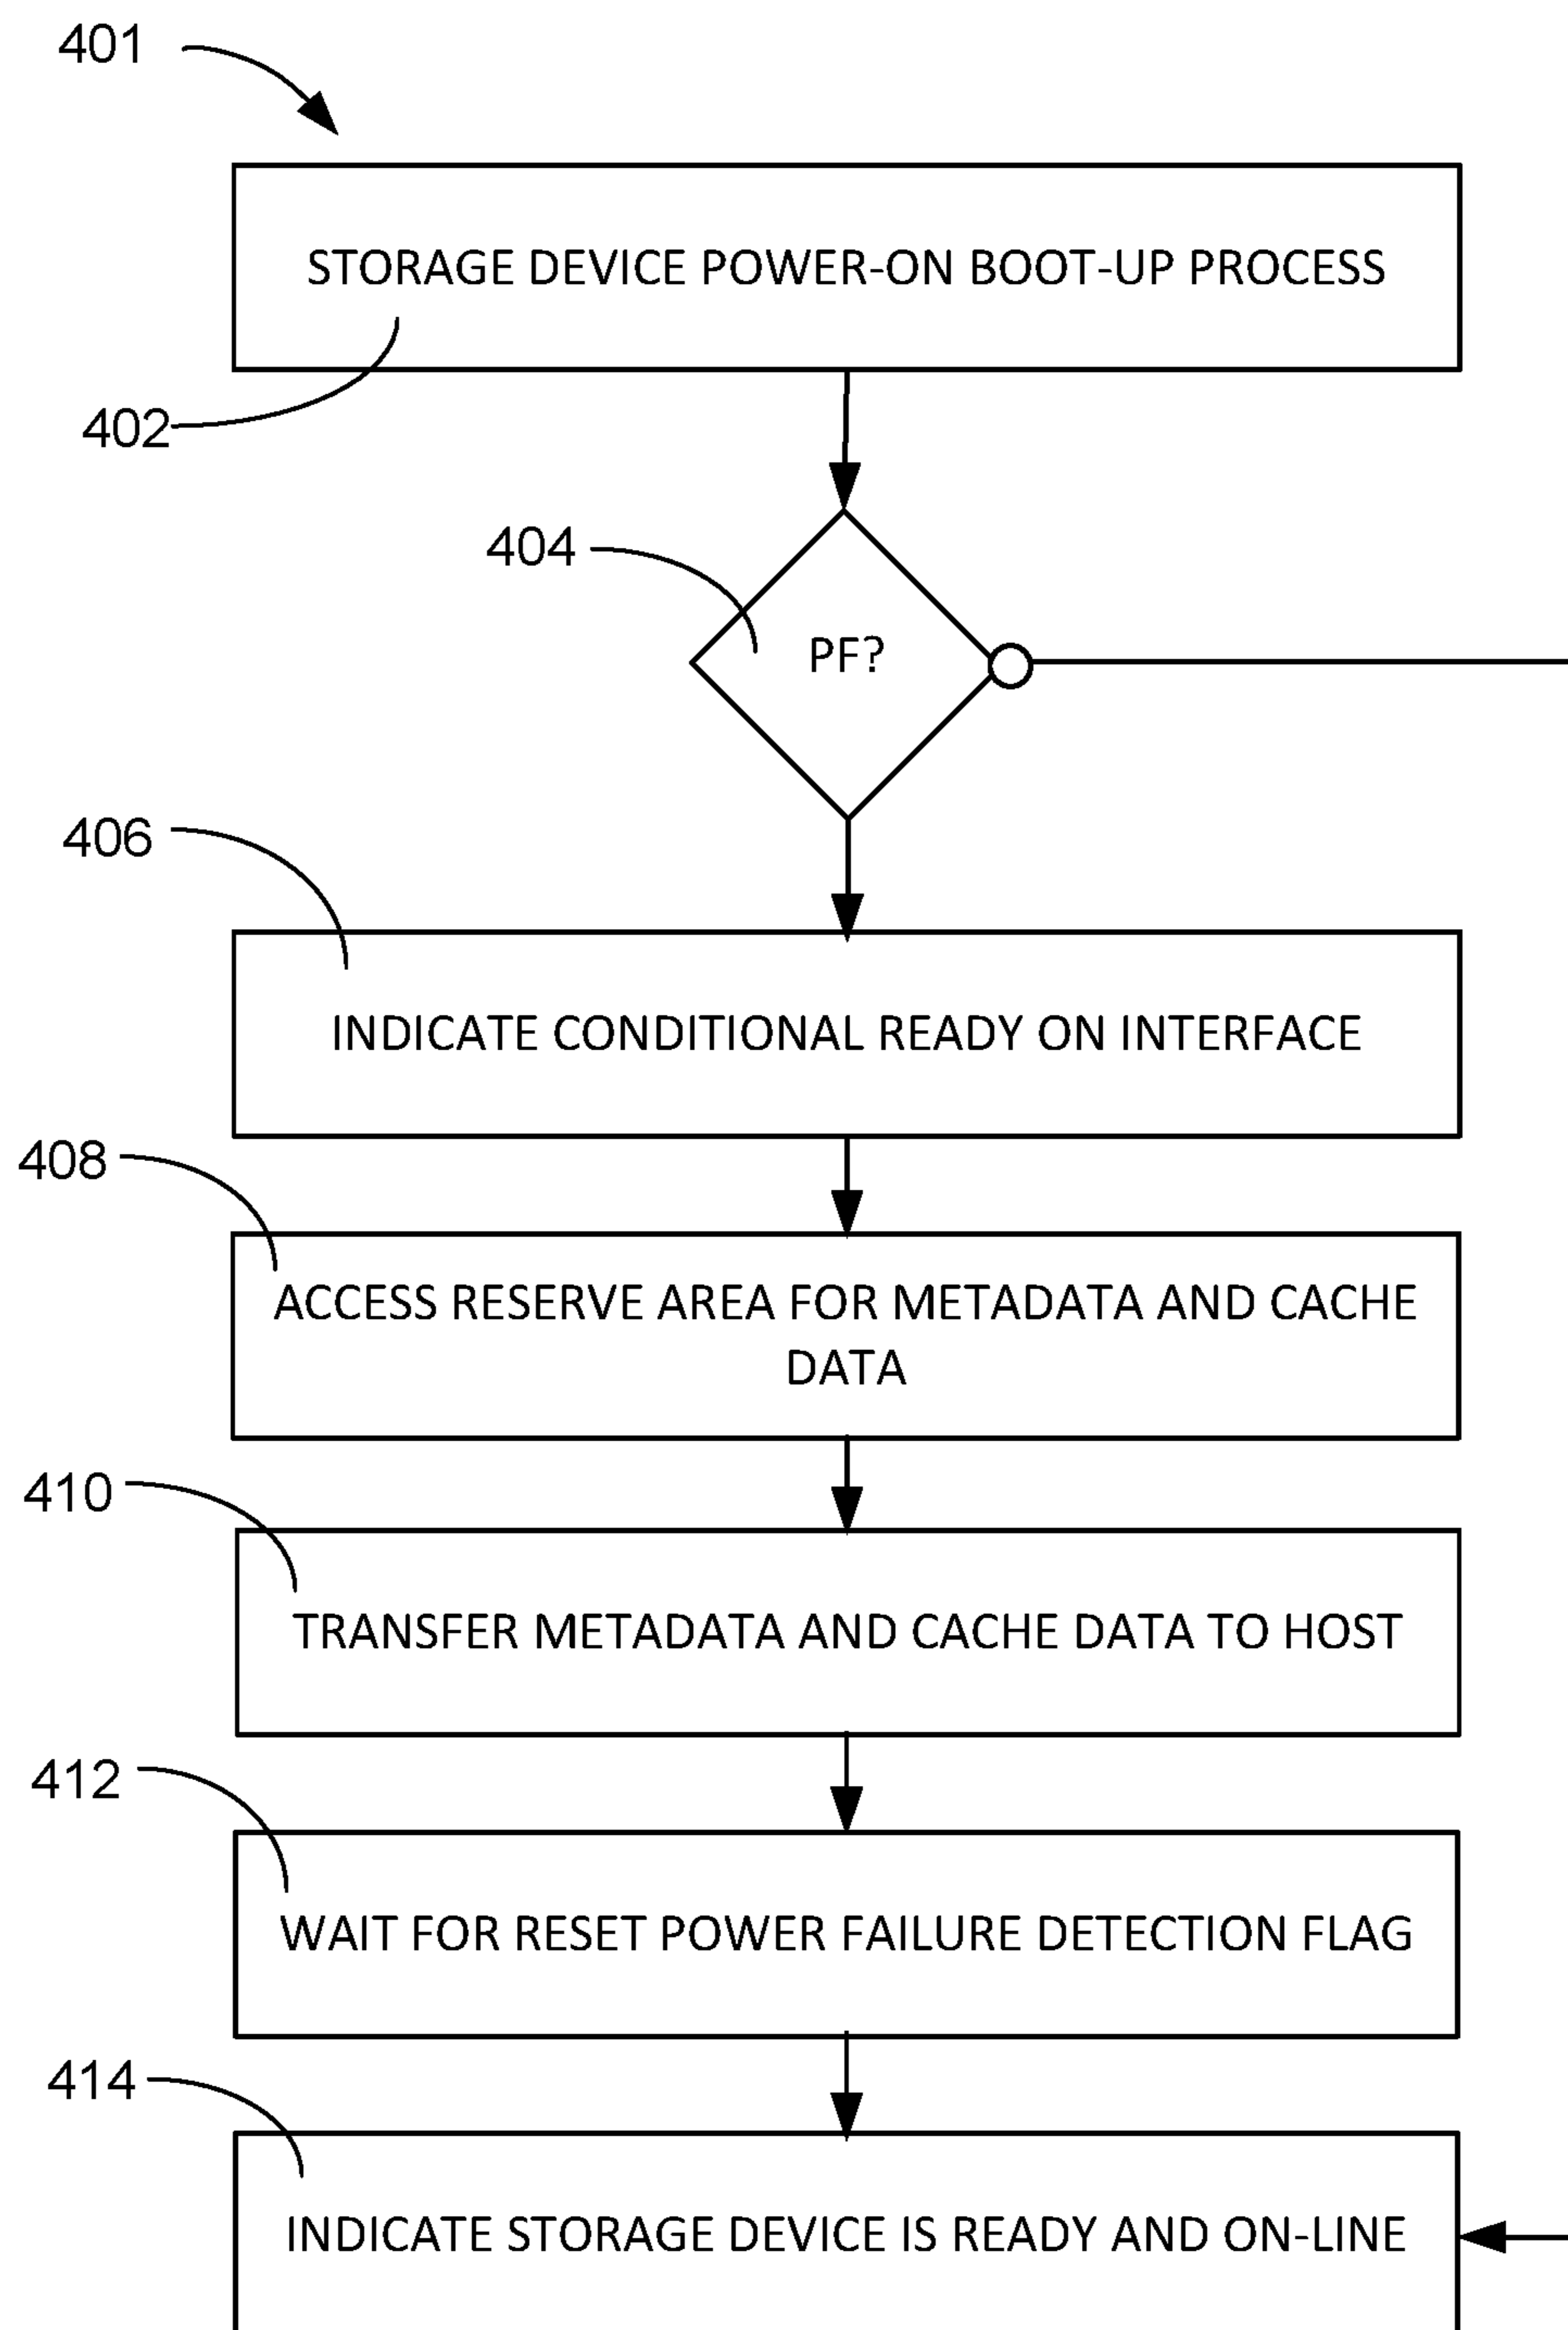 401
STORAGE DEVICE POWER-ON BOOT-UP PROCESS
402
404
PF?
406
INDICATE CONDITIONAL READY ON INTERFACE
408
ACCESS RESERVE AREA FOR METADATA AND CACHE
DATA
410
TRANSFER METADATA AND CACHE DATA TO HOST
412
WAIT FOR RESET POWER FAILURE DETECTION FLAG
414
INDICATE STORAGE DEVICE IS READY AND ON-LINE